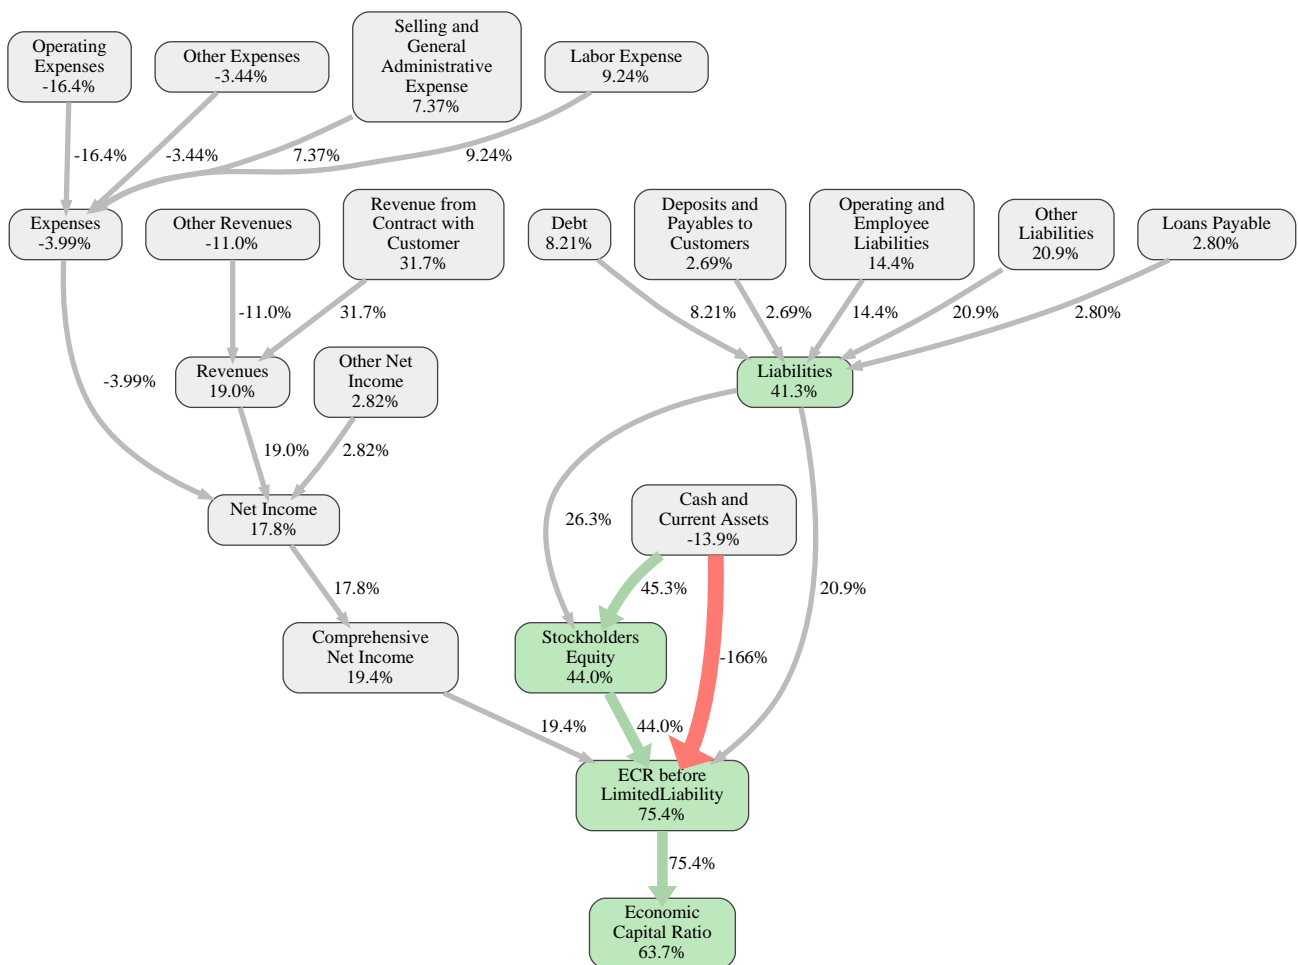 Operating
Expenses
-16.4%
Other Expenses
-3.44%
Selling and
General
Administrative
Expense
7.37%
Labor Expense
9.24%
-16.4%
-3.44%
7.37%
9.24%
Expenses
-3.99%
Other Revenues
-11.0%
Revenue from
Contract with
Customer
31.7%
Debt
8.21%
Deposits and
Payables to
Customers
2.69%
Operating and
Employee
Liabilities
14.4%
Other
Liabilities
20.9%
Loans Payable
2.80%
-11.0%
31.7%
8.21%
2.69%
14.4%
20.9%
2.80%
-3.99%
Revenues
19.0%
Other Net
Income
2.82%
Liabilities
41.3%
19.0%
2.82%
Net Income
17.8%
26.3%
Cash and
Current Assets
-13.9%
17.8%
45.3%
20.9%
Comprehensive
Net Income
19.4%
Stockholders
Equity
44.0%
-166%
19.4%
44.0%
ECR before
LimitedLiability
75.4%
75.4%
Economic
Capital Ratio
63.7%